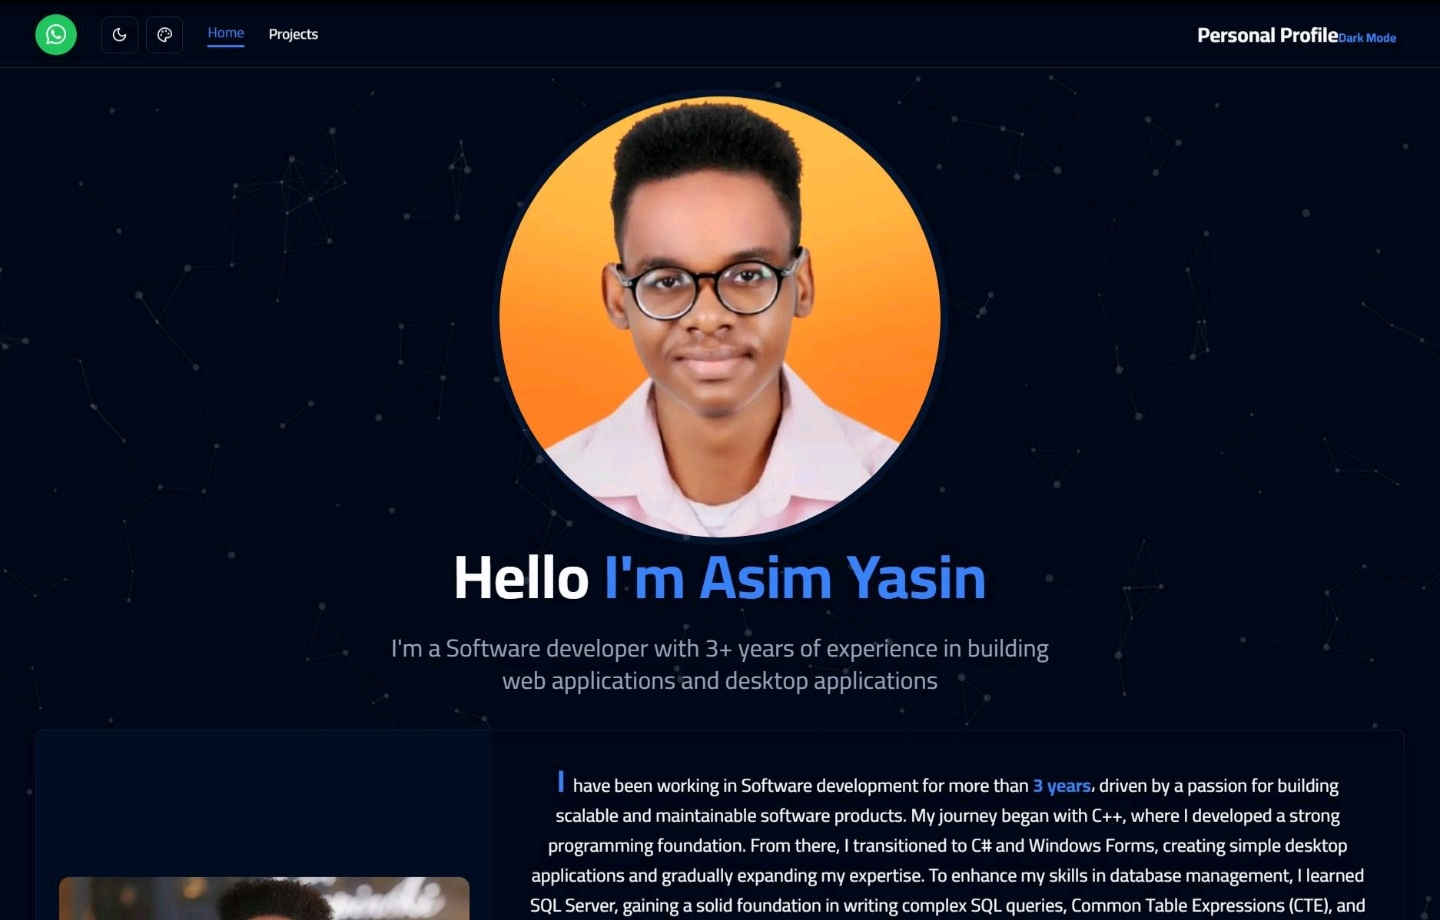 Home
Projects
Personal Profile Dark Mode
Hello I'm Asim Yasin
I'm a Software developer with 3+ years of experience in building
web applications and desktop applications
I have been working in Software development for more than 3 years, driven by a passion for building
scalable and maintainable software products. My journey began with C++, where I developed a strong
programming foundation. From there, I transitioned to C# and Windows Forms, creating simple desktop
applications and gradually expanding my expertise. To enhance my skills in database management, I learned
SQL Server, gaining a solid foundation in writing complex SQL queries, Common Table Expressions (CTE), and